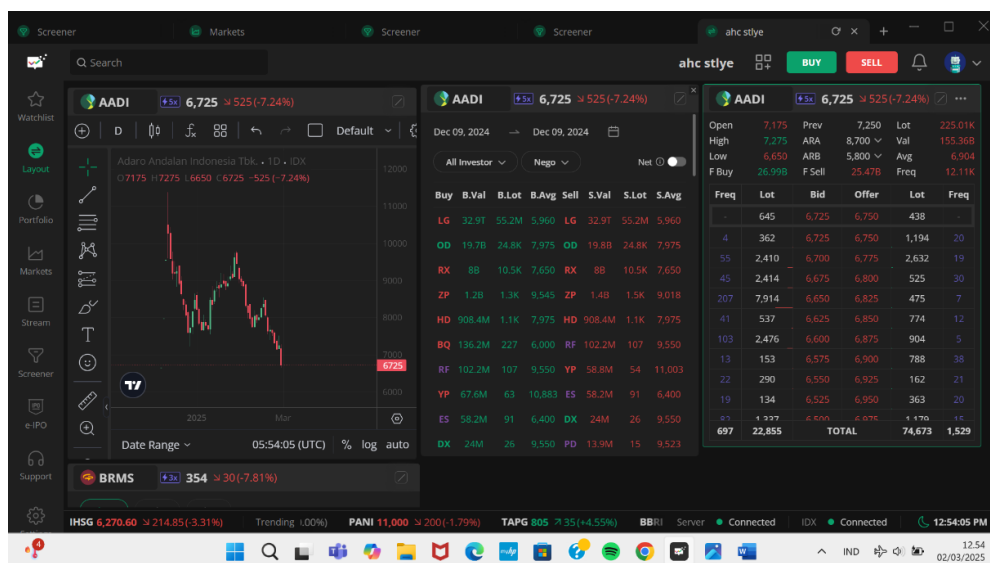 Screener Markets Screener Screener ahc stlye
Search ahc stlye BUY SELL
Watchlist
Layout
Portfolio
Markets
Stream
Screener
e-IPO
Support
AADI 5x 6,725 525(-7.24%)
D Default
Adaro Andalan Indonesia Tbk. • 1D • IDX
O7175 H7275 L6650 C6725 -525 (-7.24%)
12000
11000
10000
9000
8000
7000
6725
6000
2025 Mar
Date Range 05:54:05 (UTC) % log auto
BRMS 3x 354 30(-7.81%)
AADI 5x 6,725 525(-7.24%)
Dec 09, 2024 → Dec 09, 2024
All Investor Nego Net
Buy B.Val B.Lot B.Avg Sell S.Val S.Lot S.Avg
LG 32.9T 55.2M 5,960 LG 32.9T 55.2M 5,960
OD 19.7B 24.8K 7,975 OD 19.8B 24.8K 7,975
RX 8B 10.5K 7,650 RX 8B 10.5K 7,650
ZP 1.2B 1.3K 9,545 ZP 1.4B 1.5K 9,018
HD 908.4M 1.1K 7,975 HD 908.4M 1.1K 7,975
BQ 136.2M 227 6,000 RF 102.2M 107 9,550
RF 102.2M 107 9,550 YP 58.8M 54 11,003
YP 67.6M 63 10,883 ES 58.2M 91 6,400
ES 58.2M 91 6,400 DX 24M 26 9,550
DX 24M 26 9,550 PD 13.9M 15 9,523
AADI 5x 6,725 525(-7.24%)
Open 7,175 Prev 7,250 Lot 225.01K
High 7,275 ARA 8,700 Val 155.36B
Low 6,650 ARB 5,800 Avg 6,904
F Buy 26.99B F Sell 25.47B Freq 12.11K
Freq Lot Bid Offer Lot Freq
- 645 6,725 6,750 438 -
4 362 6,725 6,750 1,194 20
55 2,410 6,700 6,775 2,632 19
45 2,414 6,675 6,800 525 30
207 7,914 6,650 6,825 475 7
41 537 6,625 6,850 774 12
103 2,476 6,600 6,875 904 5
13 153 6,575 6,900 788 38
22 290 6,550 6,925 162 21
19 134 6,525 6,950 363 20
82 1,337 6,500 6,975 1,179 15
697 22,855 TOTAL 74,673 1,529
IHSG 6,270.60 214.85(-3.31%) Trending PANI 11,000 200(-1.79%) TAPG 805 35(+4.55%) BBRI Server Connected IDX Connected 12:54:05 PM
4 IND 12.54
02/03/2025